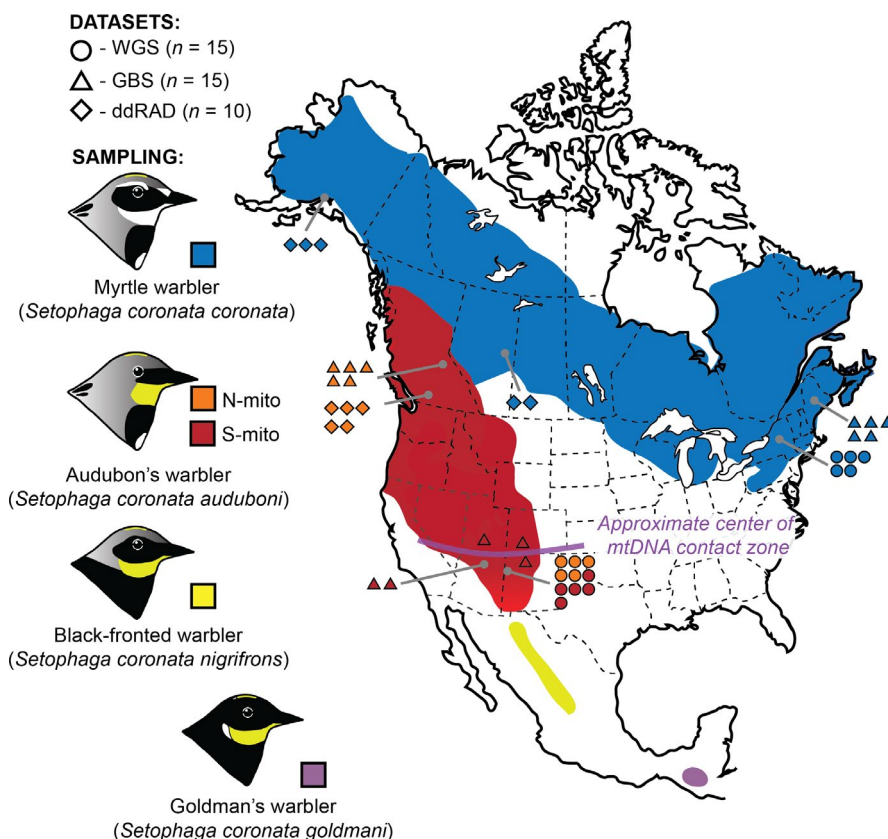 DATASETS:
- WGS (n = 15)
- GBS (n = 15)
- ddRAD (n = 10)
SAMPLING:
Myrtle warbler
(Setophaga coronata coronata)
N-mito
S-mito
Audubon's warbler
(Setophaga coronata auduboni)
Approximate center of
mtDNA contact zone
Black-fronted warbler
(Setophaga coronata nigrifrons)
Goldman's warbler
(Setophaga coronata goldmani)